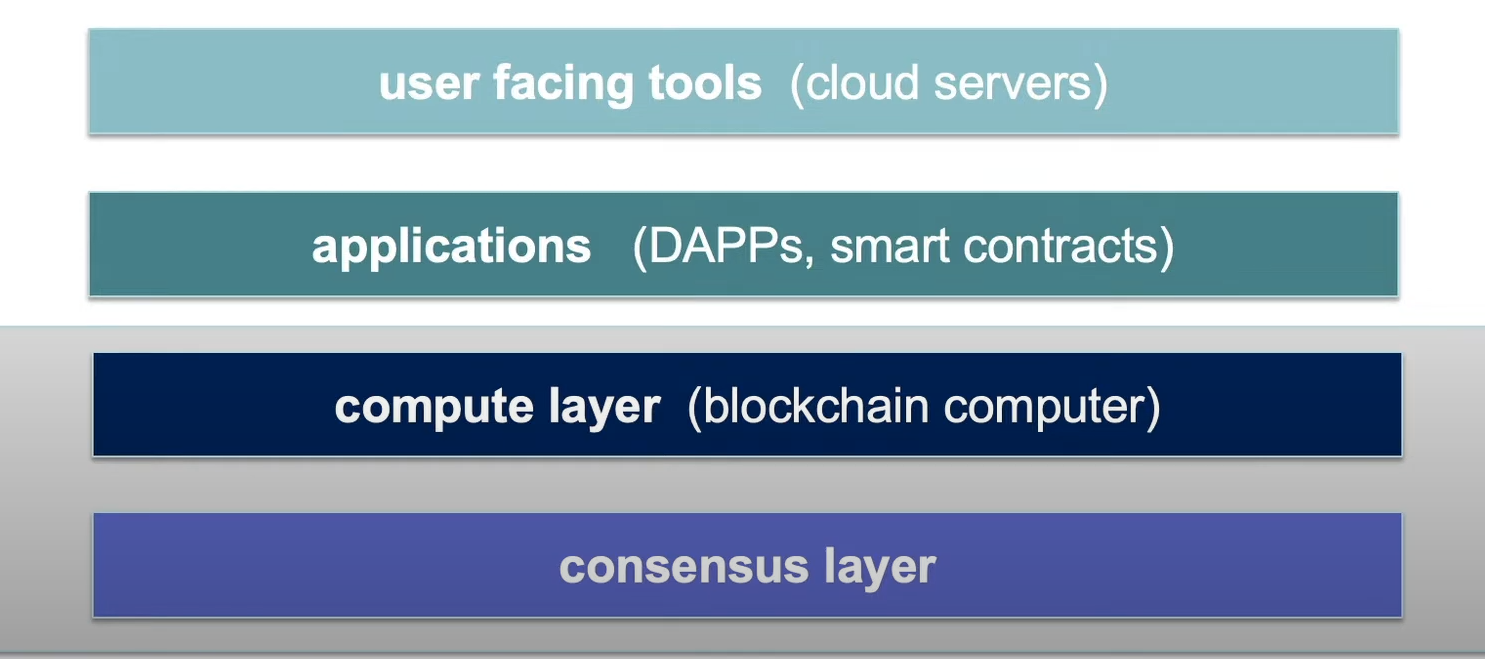 user facing tools (cloud servers)
applications (DAPPs, smart contracts)
compute layer (blockchain computer)
consensus layer